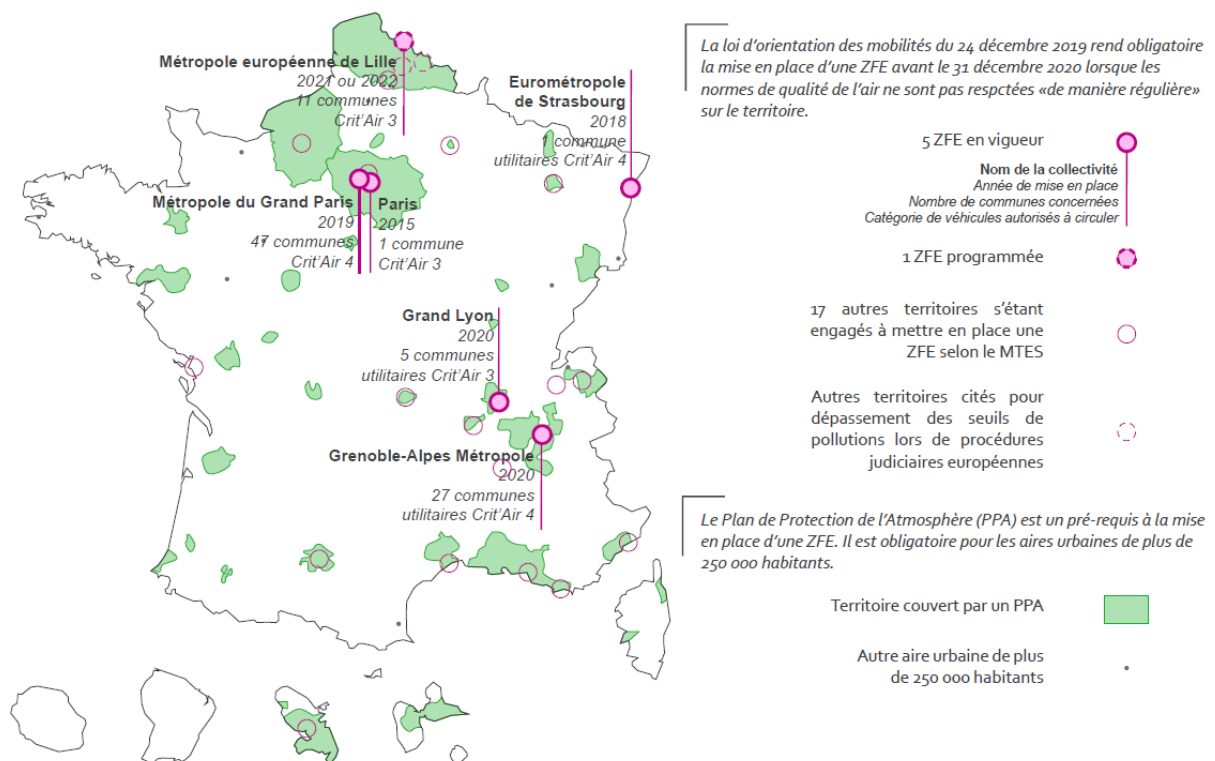 Métropole européenne de Lille
2021 ou 2022
11 communes
Crit'Air 3
Eurométropole
de Strasbourg
2018
1 commune
utilitaires Crit'Air 4
Métropole du Grand Paris
2019
47 communes
Crit'Air 4
Paris
2015
1 commune
Crit'Air 3
Grand Lyon
2020
5 communes
utilitaires Crit'Air 3
Grenoble-Alpes Métropole
2020
27 communes
utilitaires Crit'Air 4
La loi d'orientation des mobilités du 24 décembre 2019 rend obligatoire
la mise en place d'une ZFE avant le 31 décembre 2020 lorsque les
normes de qualité de l'air ne sont pas respctées «de manière régulière»
sur le territoire.
5 ZFE en vigueur
Nom de la collectivité
Année de mise en place
Nombre de communes concernées
Catégorie de véhicules autorisés à circuler
1 ZFE programmée
17 autres territoires s'étant
engagés à mettre en place une
ZFE selon le MTES
Autres territoires cités pour
dépassement des seuils de
pollutions lors de procédures
judiciaires européennes
Le Plan de Protection de l'Atmosphère (PPA) est un pré-requis à la mise
en place d'une ZFE. Il est obligatoire pour les aires urbaines de plus de
250 000 habitants.
Territoire couvert par un PPA
Autre aire urbaine de plus
de 250 000 habitants